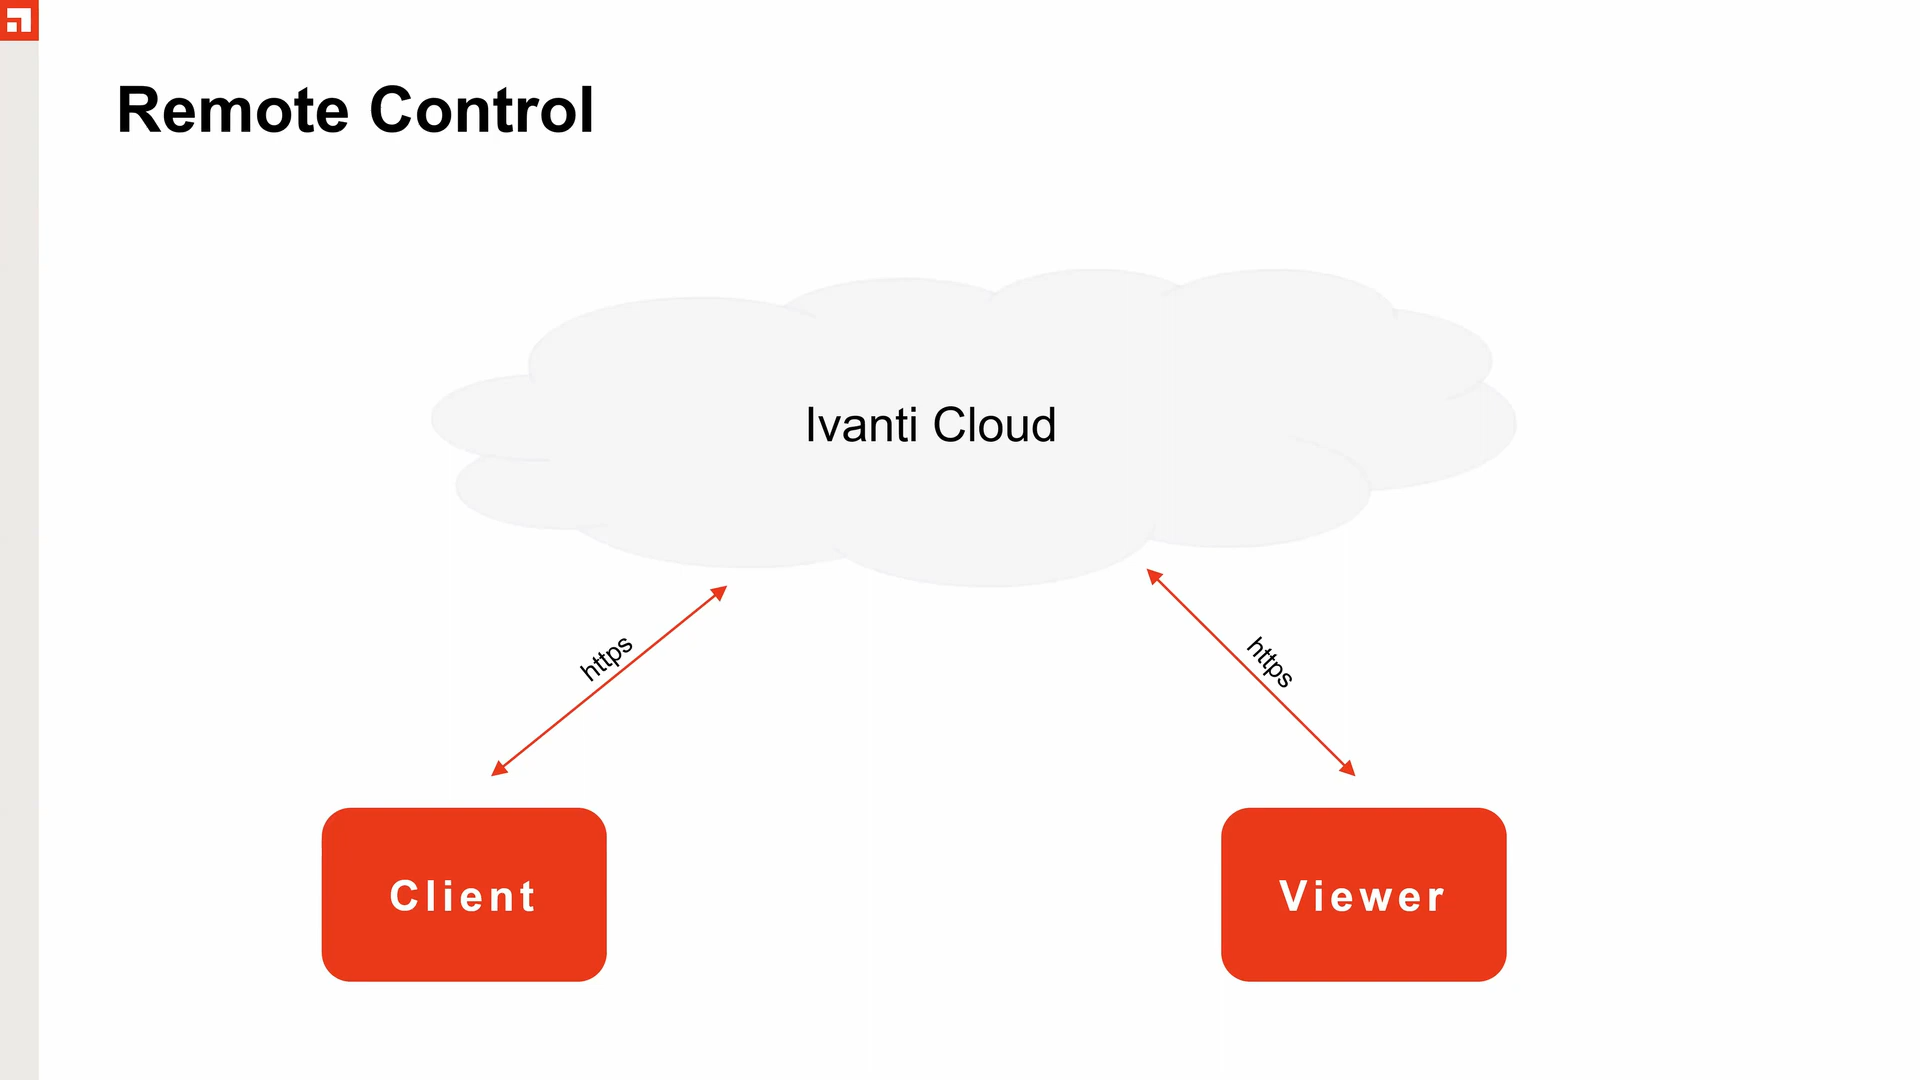 Remote Control
Ivanti Cloud
https
https
Client
Viewer